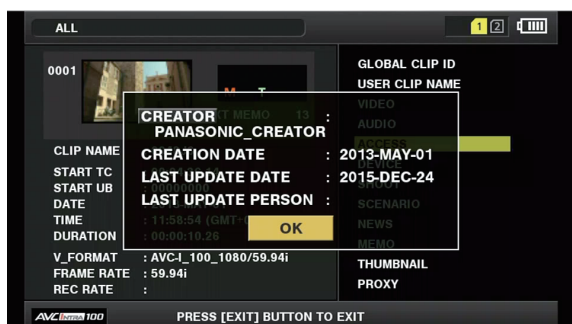 ALL
1 2
0001
M T
TEXT MEMO 13
GLOBAL CLIP ID
USER CLIP NAME
VIDEO
AUDIO
ACCESS
DEVICE
SHOOT
SCENARIO
NEWS
MEMO
THUMBNAIL
PROXY
CREATOR :
PANASONIC_CREATOR
CREATION DATE : 2013-MAY-01
LAST UPDATE DATE : 2015-DEC-24
LAST UPDATE PERSON :
OK
CLIP NAME
START TC
START UB : 00000000
DATE
TIME : 11:58:54 (GMT
DURATION : 00:00:10.26
V_FORMAT : AVC-I_100_1080/59.94i
FRAME RATE : 59.94i
REC RATE :
AVC INTRA 100
PRESS [EXIT] BUTTON TO EXIT